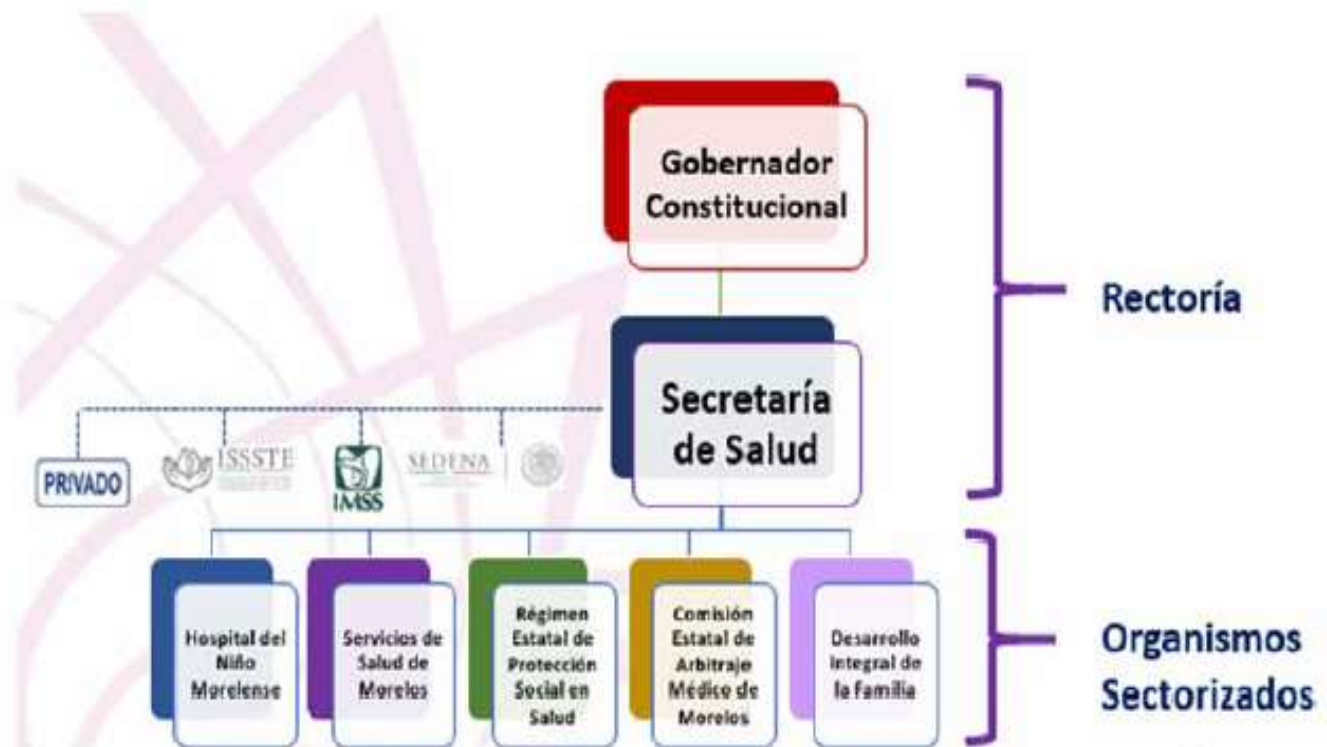 Gobernador
Constitucional
Rectoría
Secretaría
de Salud
PRIVADO
ISSSTE
IMSS
SEDENA
Hospital del
Niño
Morelense
Servicios de
Salud de
Morelos
Régimen
Estatal de
Protección
Social en
Salud
Comisión
Estatal de
Arbitraje
Médico de
Morelos
Desarrollo
Integral de
la Familia
Organismos
Sectorizados